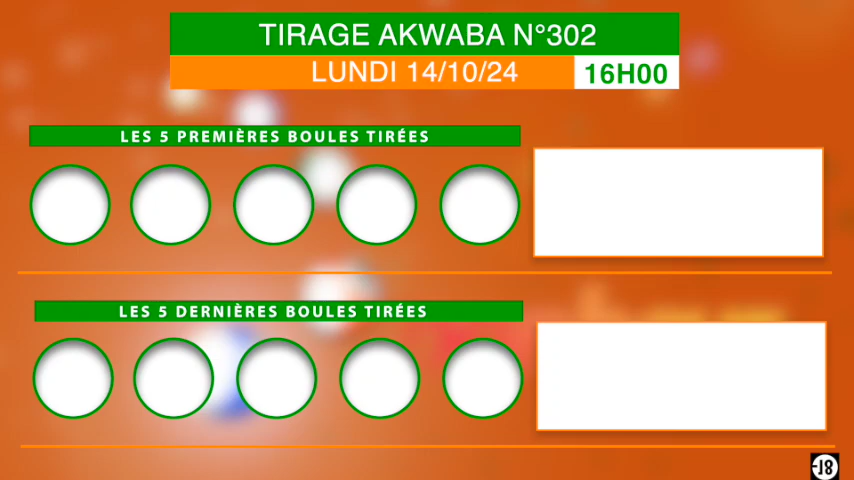 TIRAGE AKWABA N°302
LUNDI 14/10/24
16H00
LES 5 PREMIÈRES BOULES TIRÉES
LES 5 DERNIÈRES BOULES TIRÉES
-18